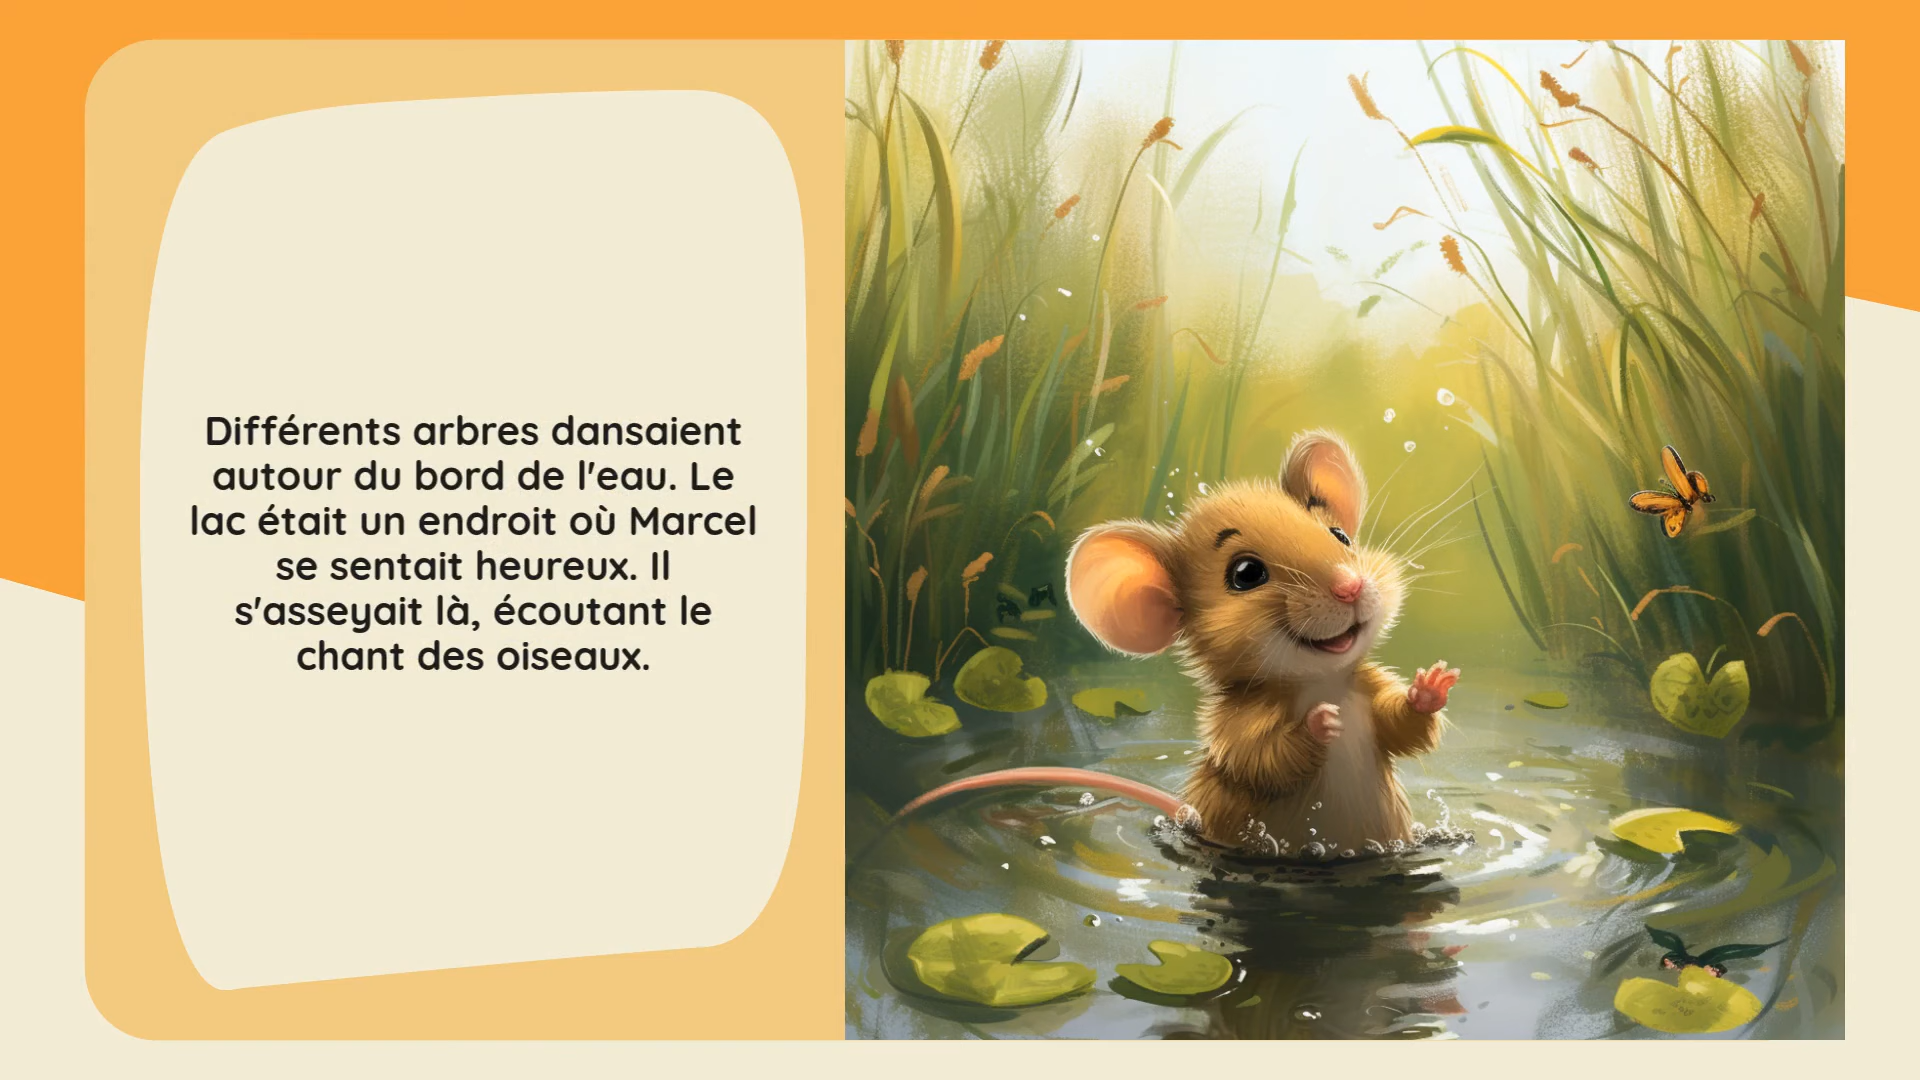 Différents arbres dansaient
autour du bord de l'eau. Le
lac était un endroit où Marcel
se sentait heureux. Il
s'asseyait là, écoutant le
chant des oiseaux.